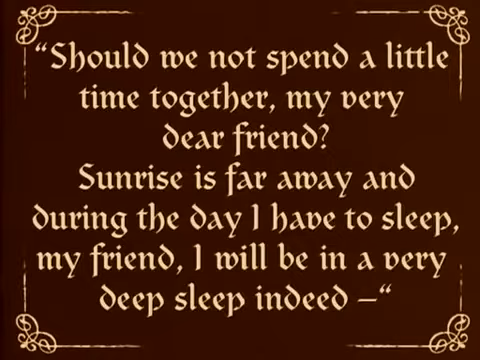 “Should we not spend a little
time together, my very
dear friend?
Sunrise is far away and
during the day I have to sleep,
my friend, I will be in a very
deep sleep indeed –“